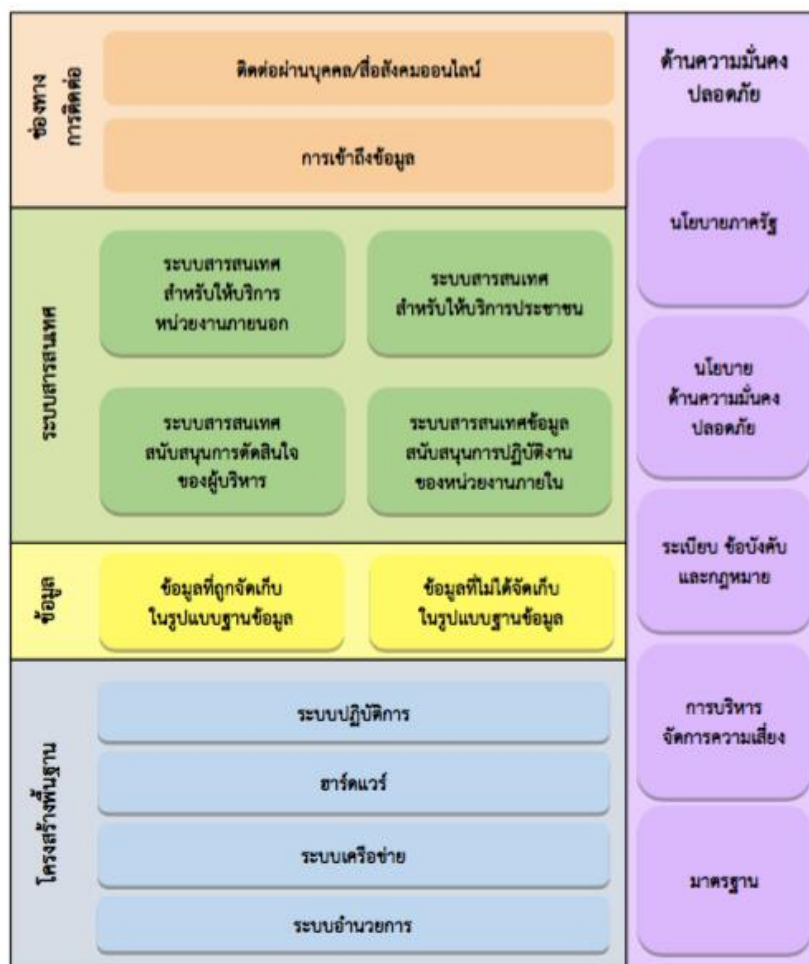 ช่องทาง
การติดต่อ
ติดต่อผ่านบุคคล/สื่อสังคมออนไลน์
การเข้าถึงข้อมูล
ระบบสารสนเทศ
ระบบสารสนเทศ
สำหรับให้บริการ
หน่วยงานภายนอก
ระบบสารสนเทศ
สำหรับให้บริการประชาชน
ระบบสารสนเทศ
สนับสนุนการตัดสินใจ
ของผู้บริหาร
ระบบสารสนเทศข้อมูล
สนับสนุนการปฏิบัติงาน
ของหน่วยงานภายใน
ข้อมูล
ข้อมูลที่ถูกจัดเก็บ
ในรูปแบบฐานข้อมูล
ข้อมูลที่ไม่ได้จัดเก็บ
ในรูปแบบฐานข้อมูล
โครงสร้างพื้นฐาน
ระบบปฏิบัติการ
ฮาร์ดแวร์
ระบบเครือข่าย
ระบบอำนวยการ
ด้านความมั่นคง
ปลอดภัย
นโยบายภาครัฐ
นโยบาย
ด้านความมั่นคง
ปลอดภัย
ระเบียบ ข้อบังคับ
และกฎหมาย
การบริหาร
จัดการความเสี่ยง
มาตรฐาน